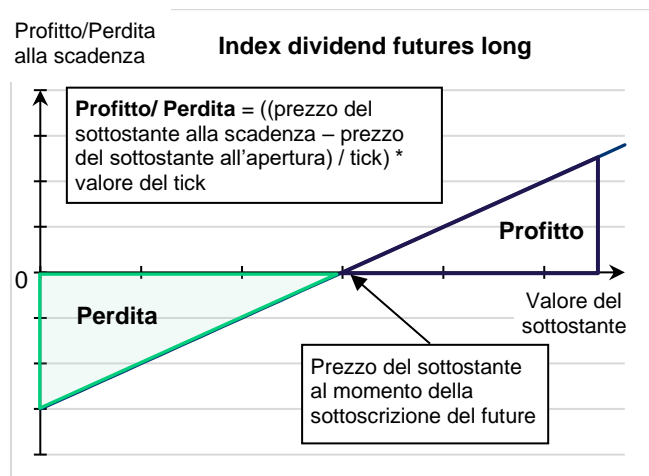 Profitto/Perdita
alla scadenza
Index dividend futures long
Profitto/ Perdita = ((prezzo del
sottostante alla scadenza – prezzo
del sottostante all'apertura) / tick) *
valore del tick
Profitto
0
Perdita
Valore del
sottostante
Prezzo del sottostante
al momento della
sottoscrizione del future